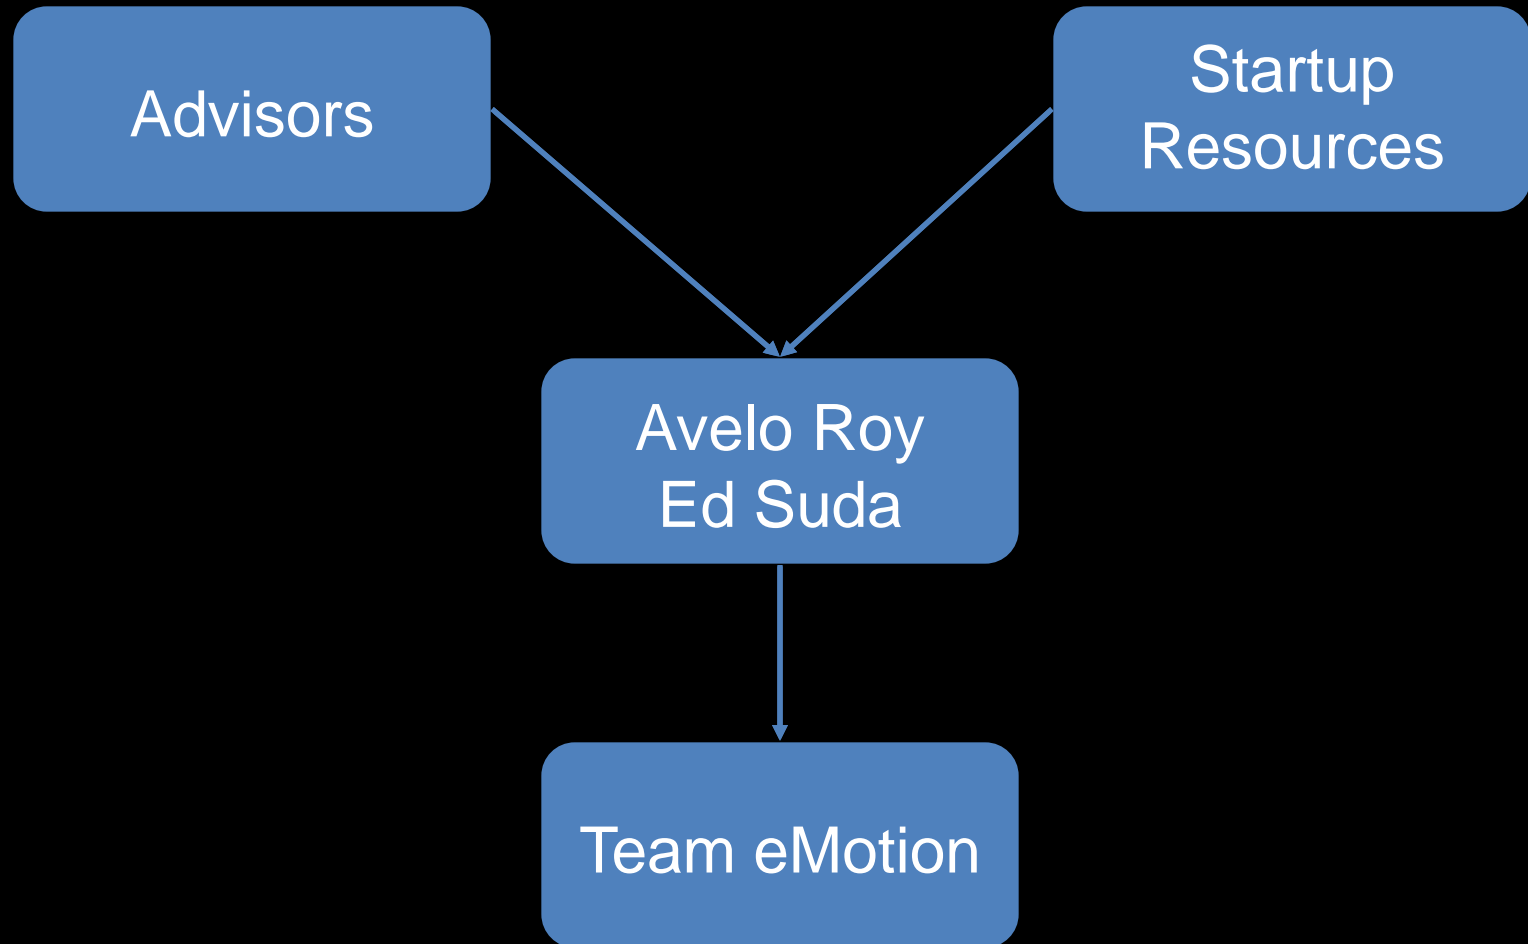 Advisors
Startup
Resources
Avelo Roy
Ed Suda
Team eMotion